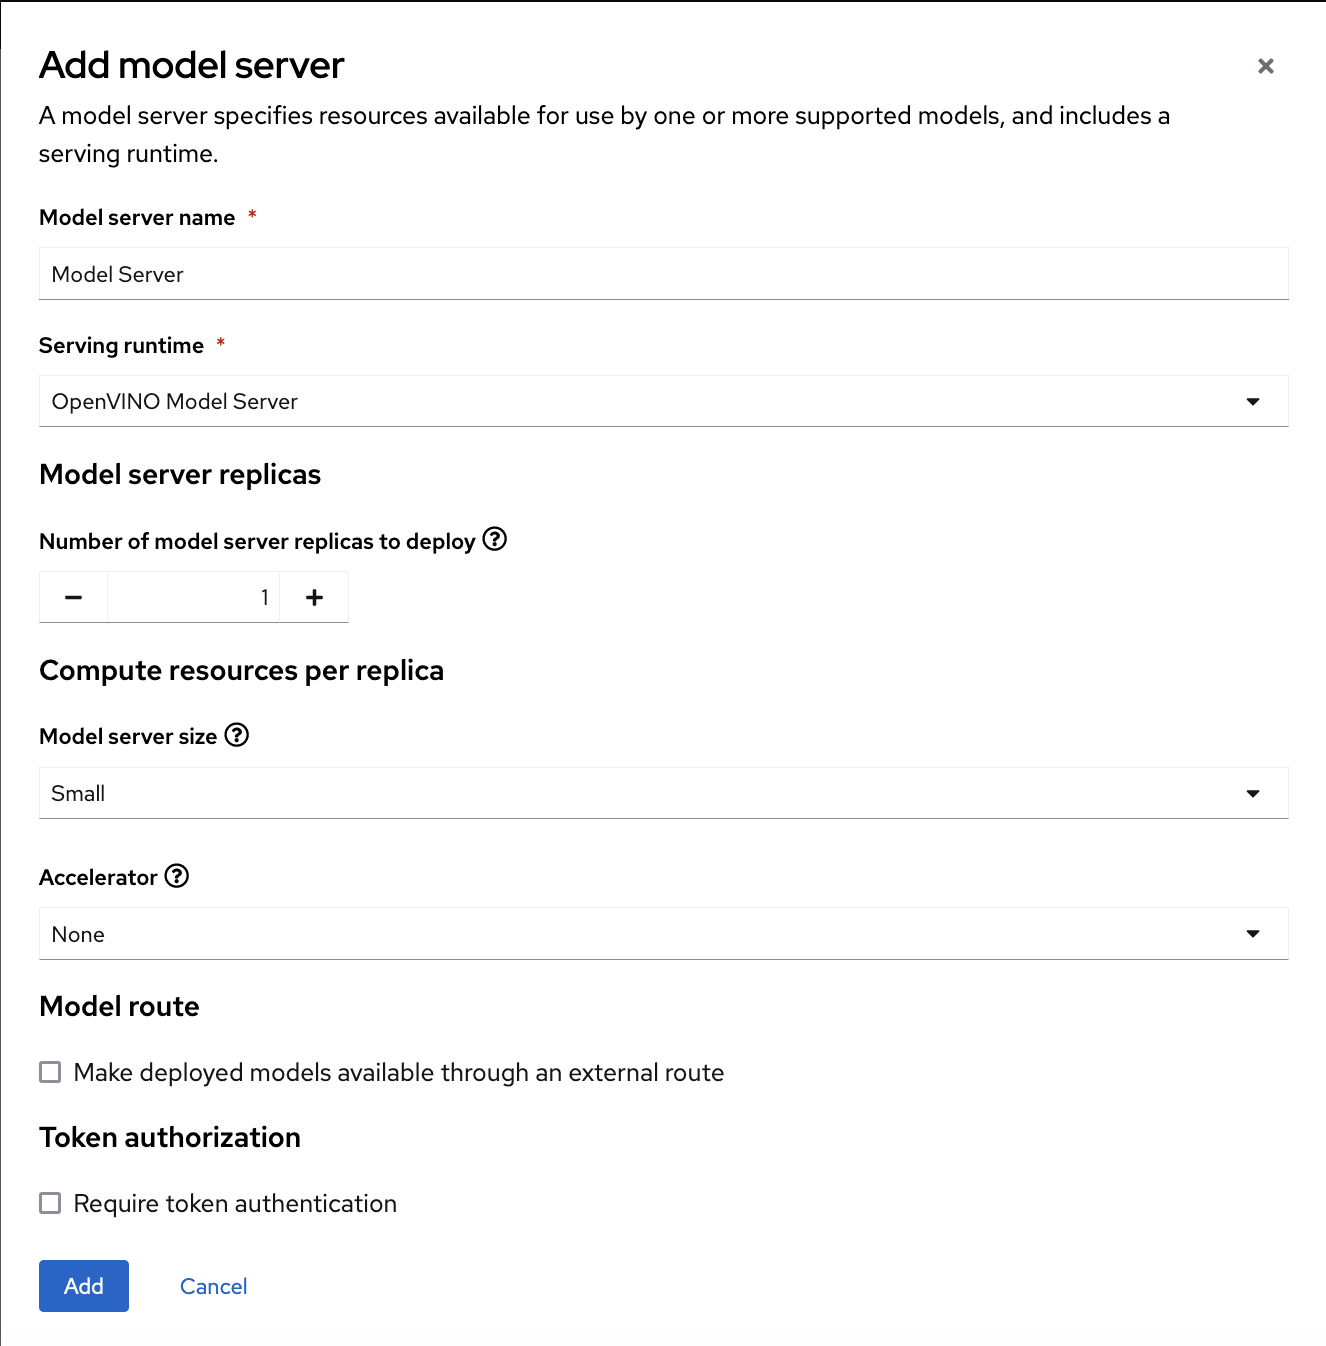 Add model server
A model server specifies resources available for use by one or more supported models, and includes a
serving runtime.
Model server name *
Model Server
Serving runtime *
OpenVINO Model Server
Model server replicas
Number of model server replicas to deploy
1
Compute resources per replica
Model server size
Small
Accelerator
None
Model route
Make deployed models available through an external route
Token authorization
Require token authentication
Add Cancel